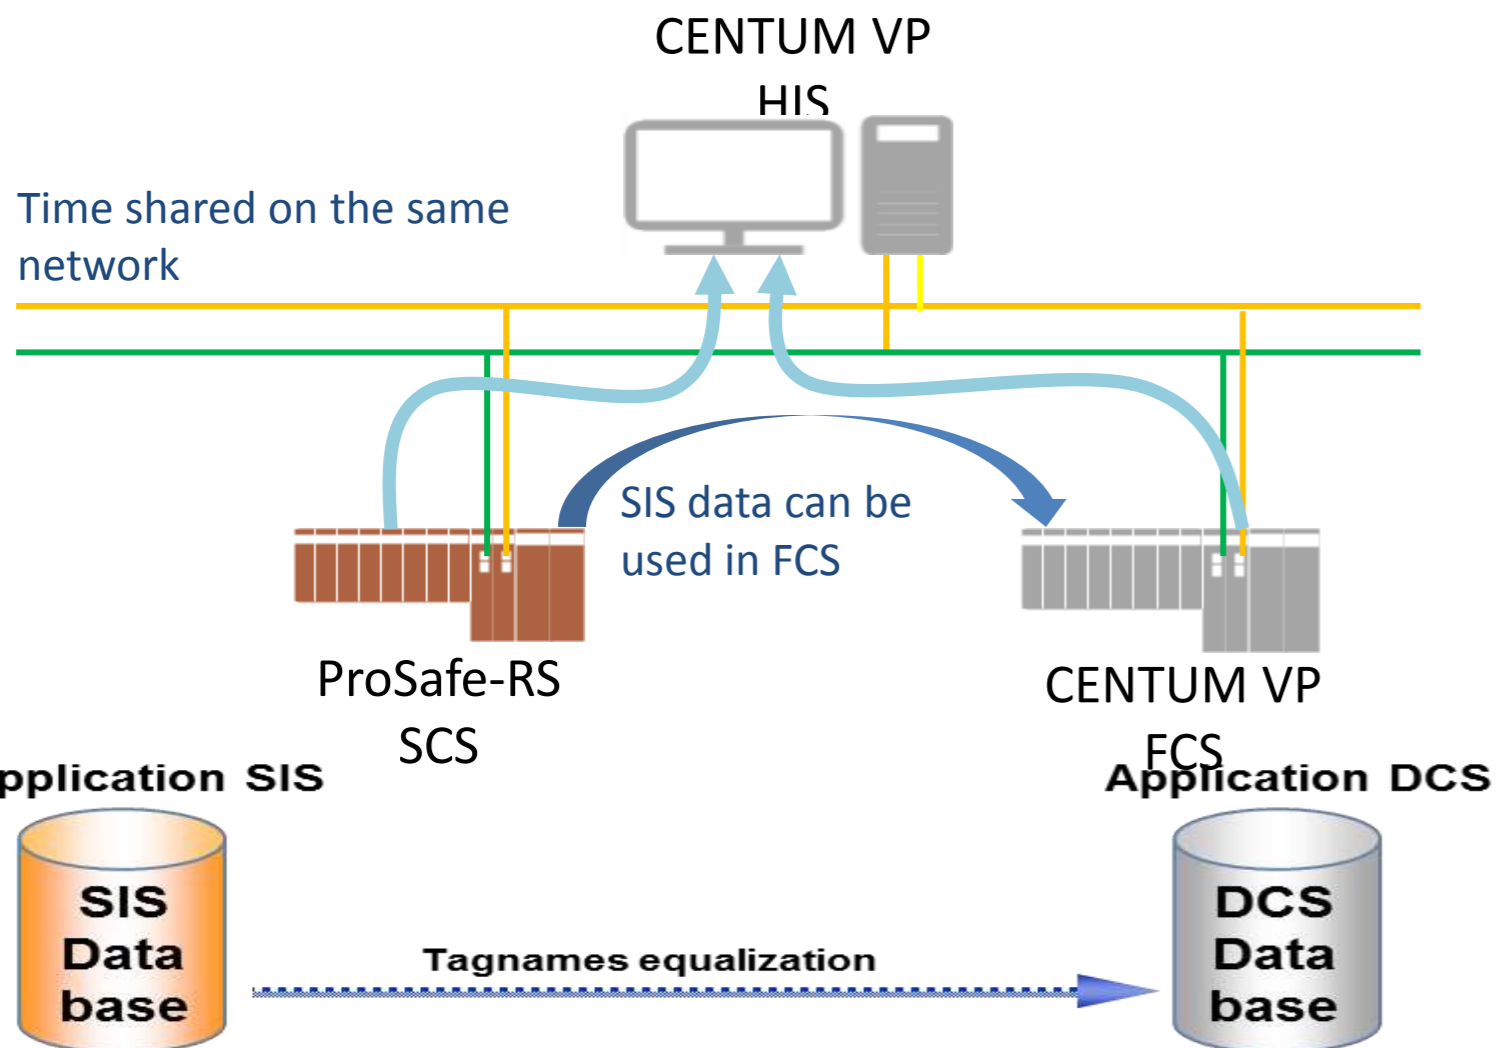 CENTUM VP
HIS
Time shared on the same
network
SIS data can be
used in FCS
ProSafe-RS
SCS
CENTUM VP
FCS
pplication SIS
Application DCS
SIS
Data
base
Tagnames equalization
DCS
Data
base